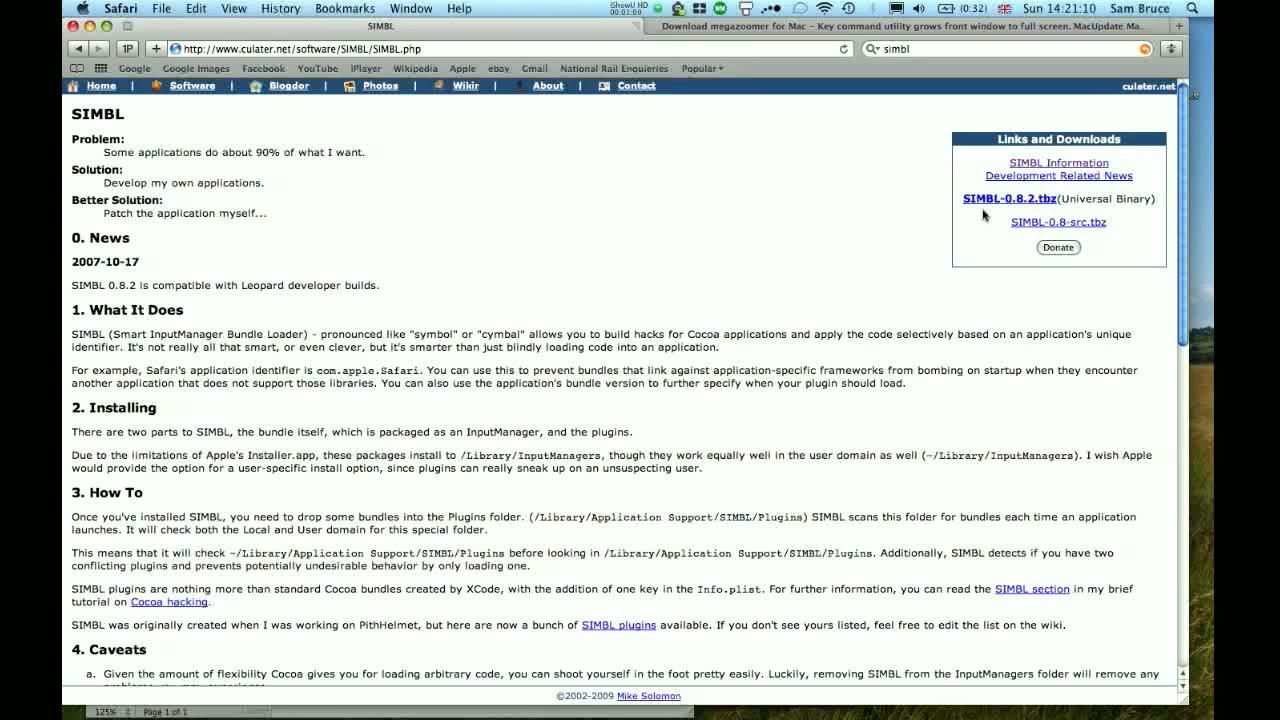 Safari File Edit View History Bookmarks Window Help iShowU HD 00:01:09 (0:32) Sun 14:21:10 Sam Bruce
SIMBL Download megazoomer for Mac - Key command utility grows front window to full screen. MacUpdate Ma...
1P + http://www.culater.net/software/SIMBL/SIMBL.php simbl
Google Google Images Facebook YouTube iPlayer Wikipedia Apple ebay Gmail National Rail Enquieries Popular
Home | Software | Blogdor | Photos | Wikir | About | Contact culater.net
SIMBL
Problem:
Some applications do about 90% of what I want.
Solution:
Develop my own applications.
Better Solution:
Patch the application myself...
Links and Downloads
SIMBL Information
Development Related News
SIMBL-0.8.2.tbz(Universal Binary)
SIMBL-0.8-src.tbz
Donate
0. News
2007-10-17
SIMBL 0.8.2 is compatible with Leopard developer builds.
1. What It Does
SIMBL (Smart InputManager Bundle Loader) - pronounced like "symbol" or "cymbal" allows you to build hacks for Cocoa applications and apply the code selectively based on an application's unique
identifier. It's not really all that smart, or even clever, but it's smarter than just blindly loading code into an application.
For example, Safari's application identifier is com.apple.Safari. You can use this to prevent bundles that link against application-specific frameworks from bombing on startup when they encounter
another application that does not support those libraries. You can also use the application's bundle version to further specify when your plugin should load.
2. Installing
There are two parts to SIMBL, the bundle itself, which is packaged as an InputManager, and the plugins.
Due to the limitations of Apple's Installer.app, these packages install to /Library/InputManagers, though they work equally well in the user domain as well (~/Library/InputManagers). I wish Apple
would provide the option for a user-specific install option, since plugins can really sneak up on an unsuspecting user.
3. How To
Once you've installed SIMBL, you need to drop some bundles into the Plugins folder. (/Library/Application Support/SIMBL/Plugins) SIMBL scans this folder for bundles each time an application
launches. It will check both the Local and User domain for this special folder.
This means that it will check ~/Library/Application Support/SIMBL/Plugins before looking in /Library/Application Support/SIMBL/Plugins. Additionally, SIMBL detects if you have two
conflicting plugins and prevents potentially undesirable behavior by only loading one.
SIMBL plugins are nothing more than standard Cocoa bundles created by XCode, with the addition of one key in the Info.plist. For further information, you can read the SIMBL section in my brief
tutorial on Cocoa hacking.
SIMBL was originally created when I was working on PithHelmet, but here are now a bunch of SIMBL plugins available. If you don't see yours listed, feel free to edit the list on the wiki.
4. Caveats
a. Given the amount of flexibility Cocoa gives you for loading arbitrary code, you can shoot yourself in the foot pretty easily. Luckily, removing SIMBL from the InputManagers folder will remove any
©2002-2009 Mike Solomon
125% Page 1 of 1